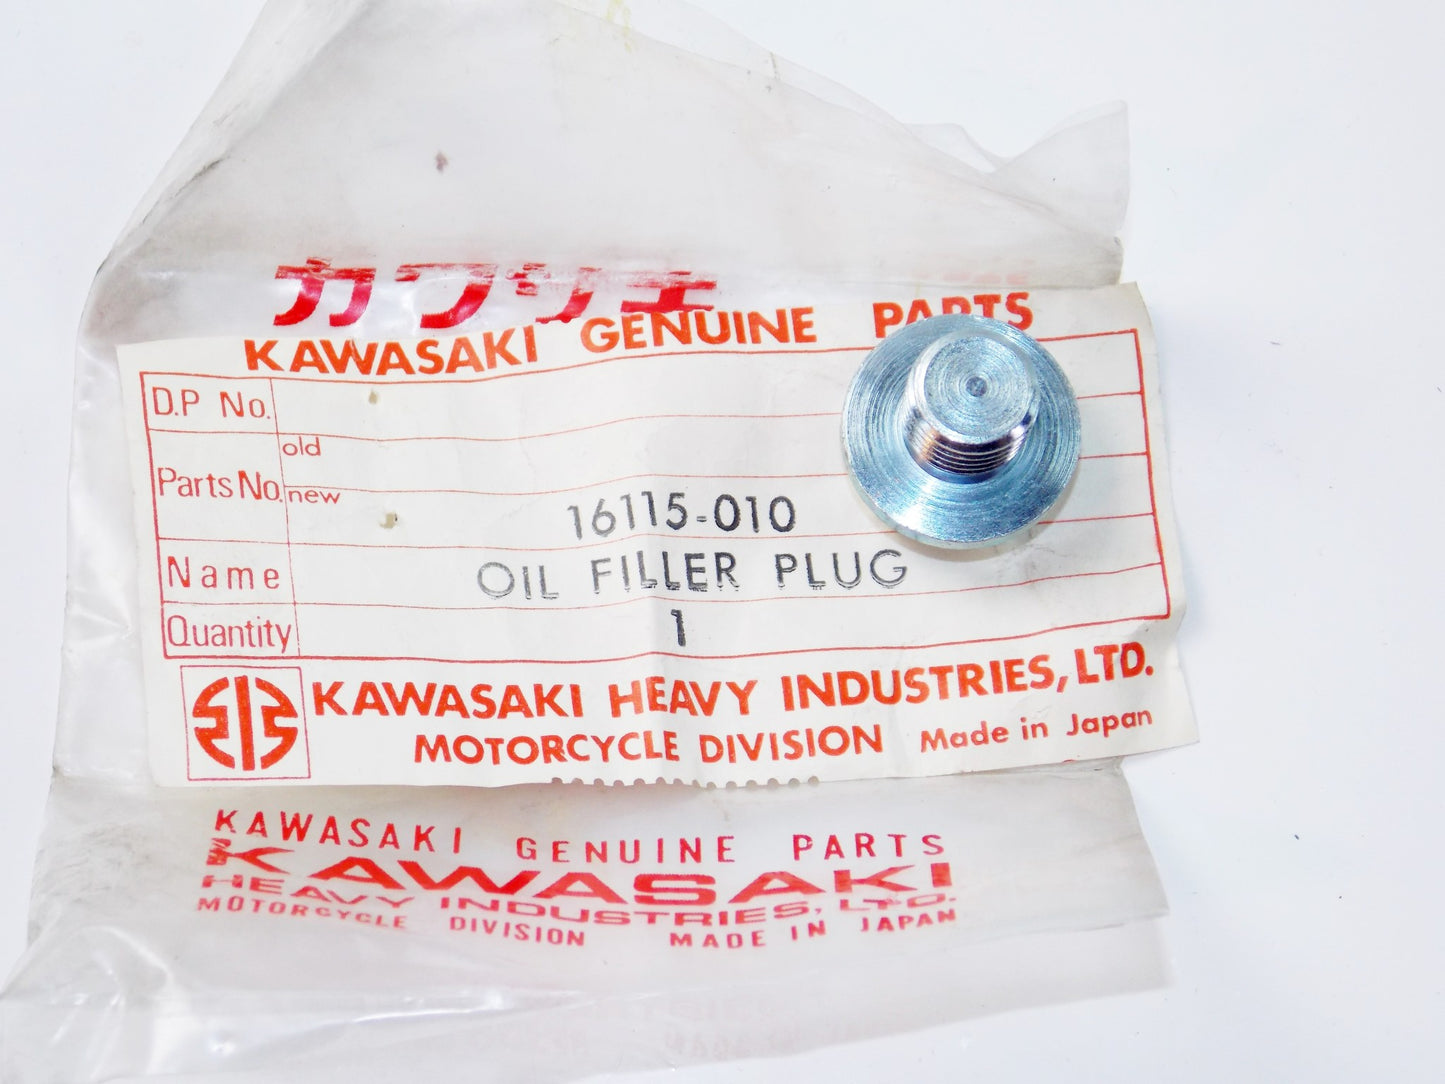 カワサキ
KAWASAKI GENUINE PARTS
D.P No.
Parts No. old
new 16115-010
Name OIL FILLER PLUG
Quantity 1
KAWASAKI HEAVY INDUSTRIES, LTD.
MOTORCYCLE DIVISION Made in Japan
KAWASAKI GENUINE PARTS
KAWASAKI
HEAVY INDUSTRIES, LTD.
MOTORCYCLE DIVISION MADE IN JAPAN